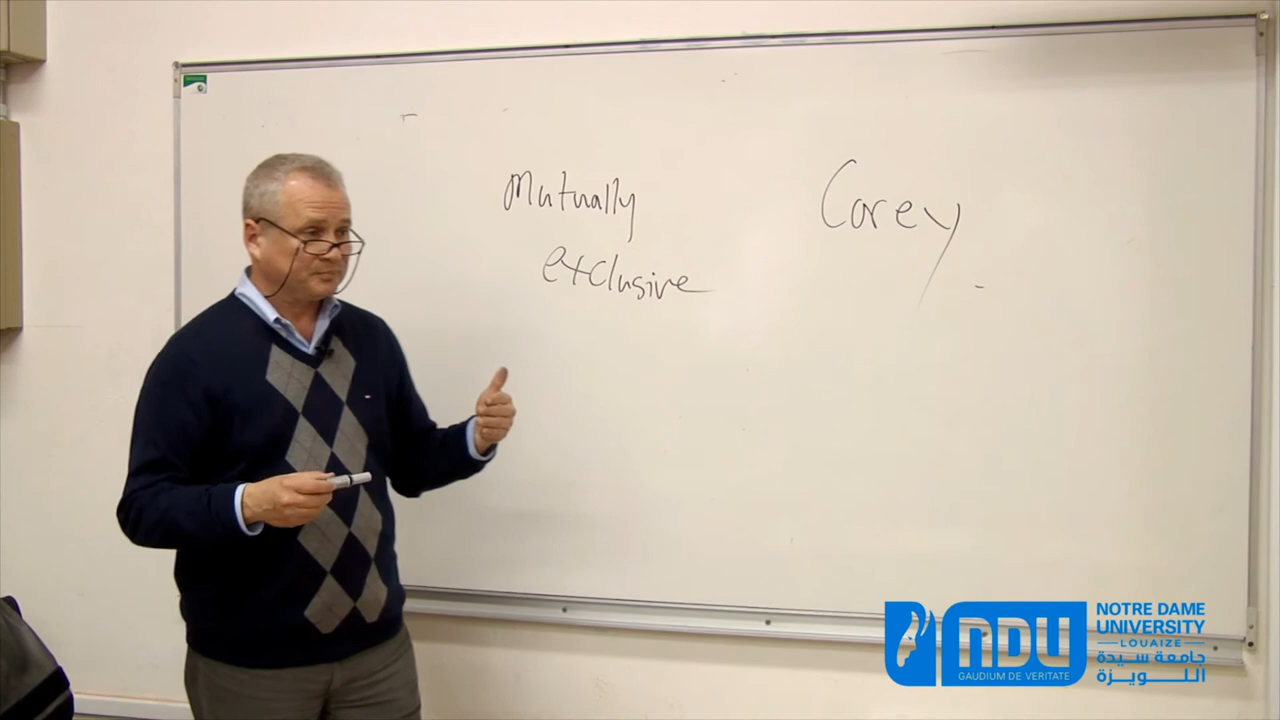 Mutually
exclusive
Corey
NDU
GAUDIUM DE VERITATE
NOTRE DAME
UNIVERSITY
LOUAIZE
جامعة سيدة
اللويزة